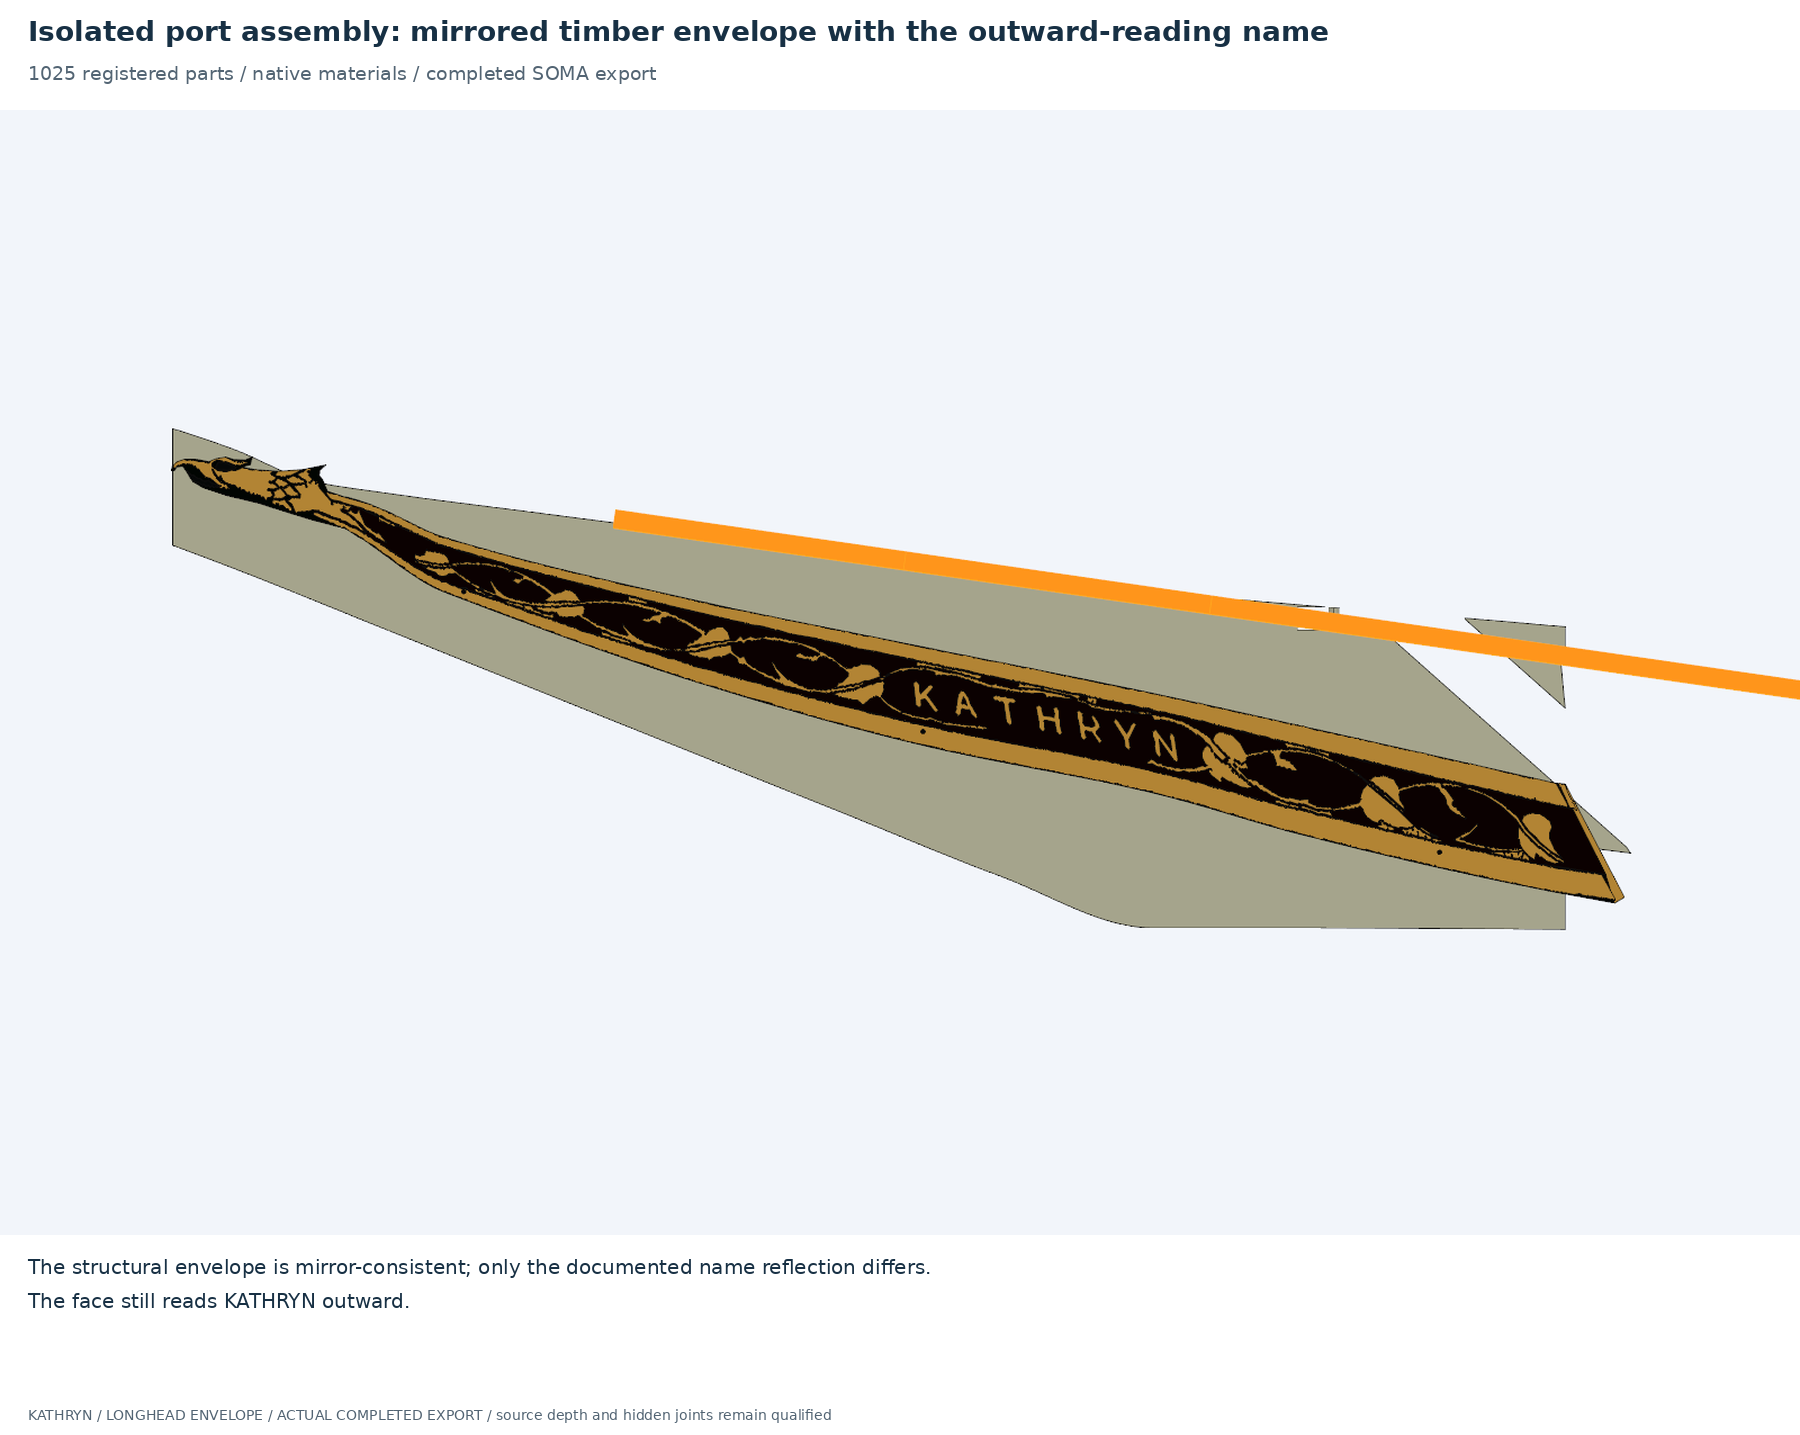 Isolated port assembly: mirrored timber envelope with the outward-reading name
1025 registered parts / native materials / completed SOMA export
KATHRYN
The structural envelope is mirror-consistent; only the documented name reflection differs.
The face still reads KATHRYN outward.
KATHRYN / LONGHEAD ENVELOPE / ACTUAL COMPLETED EXPORT / source depth and hidden joints remain qualified